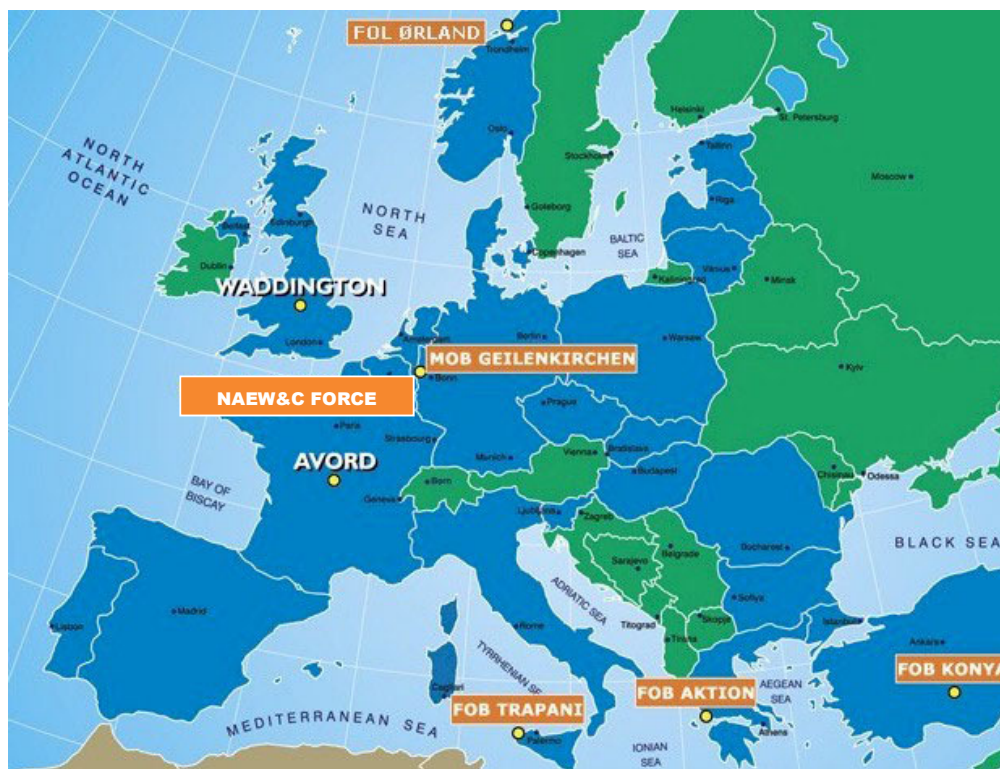 FOL ØRLAND
Trundheim
Oslo
Helsinki
St. Petersburg
Tallinn
Stockholm
NORTH
ATLANTIC
OCEAN
Moscow
Riga
NORTH
SEA
Goteborg
Edinburgh
Belfast
BALTIC
SEA
Copenhagen
Dublin
Kaliningrad
Vilnius
Minsk
WADDINGTON
London
Amsterdam
Berlin
Warsaw
MOB GEILENKIRCHEN
Bonn
Kyiv
NAEW&C FORCE
Prague
Paris
Strasbourg
AVORD
Munich
Vienna
Bratislava
Budapest
Chisinau
Odessa
BAY OF
BISCAY
Geneva
Born
Ljubljana
Zagreb
BLACK SEA
Belgrade
Bucharest
Sarajevo
ADRIATIC SEA
Madrid
Lisbon
Rome
Titograd
Skopje
Sofiya
Istanbul
Tirana
Ankara
TYRRHENIAN SE
Cagliari
FOB KONYA
FOB AKTION
AEGEAN
SEA
FOB TRAPANI
MEDITERRANEAN SEA
Palermo
Athens
IONIAN
SEA